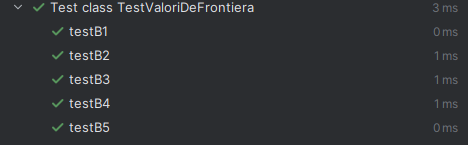 Test class TestValoriDeFrontiera 3 ms
testB1 0 ms
testB2 1 ms
testB3 1 ms
testB4 1 ms
testB5 0 ms